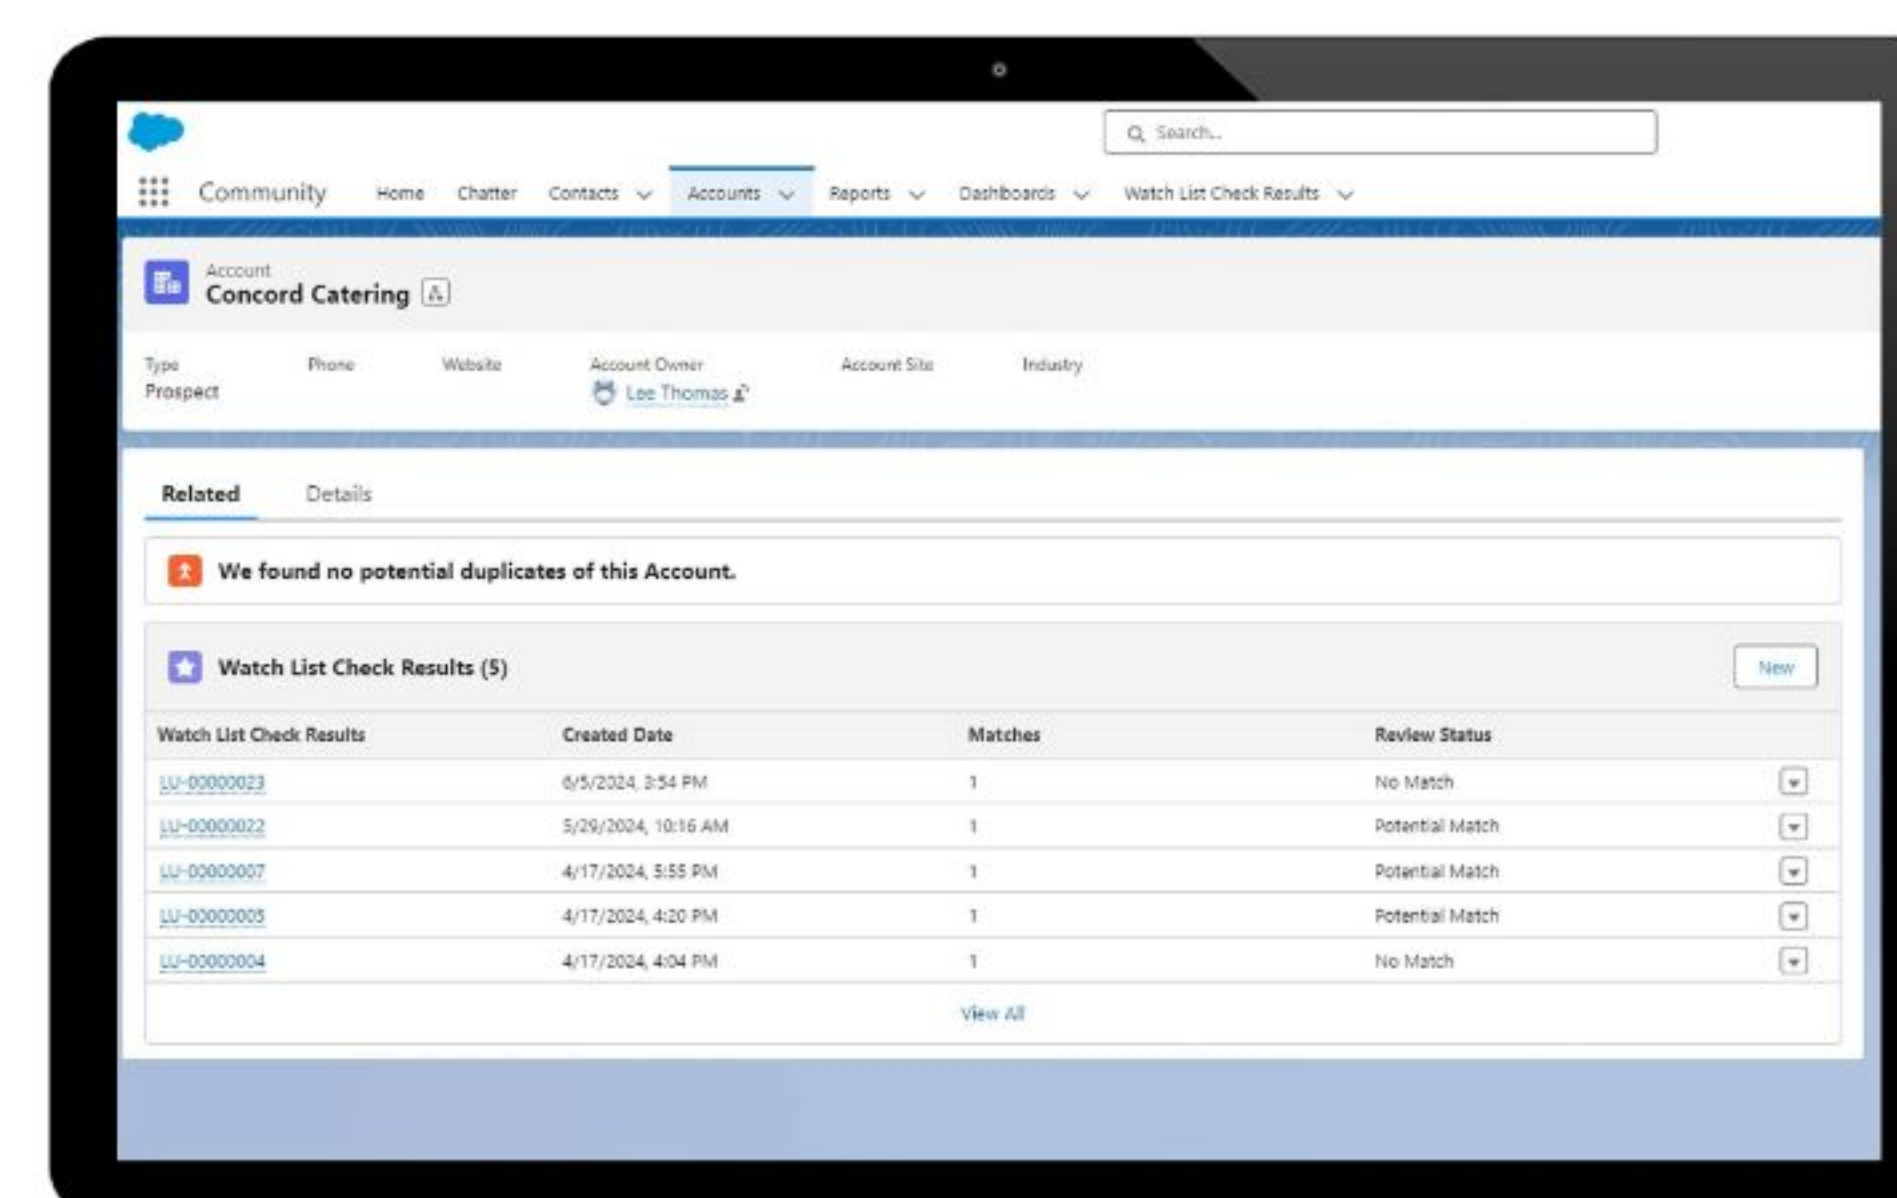 Search...
Community Home Chatter Contacts Accounts Reports Dashboards Watch List Check Results
Account
Concord Catering
Type Phone Website Account Owner Account Site Industry
Prospect Lee Thomas
Related Details
We found no potential duplicates of this Account.
Watch List Check Results (5) New
Watch List Check Results Created Date Matches Review Status
LU-00000023 6/5/2024, 3:54 PM 1 No Match
LU-00000022 5/29/2024, 10:16 AM 1 Potential Match
LU-00000007 4/17/2024, 5:55 PM 1 Potential Match
LU-00000005 4/17/2024, 4:20 PM 1 Potential Match
LU-00000004 4/17/2024, 4:04 PM 1 No Match
View All